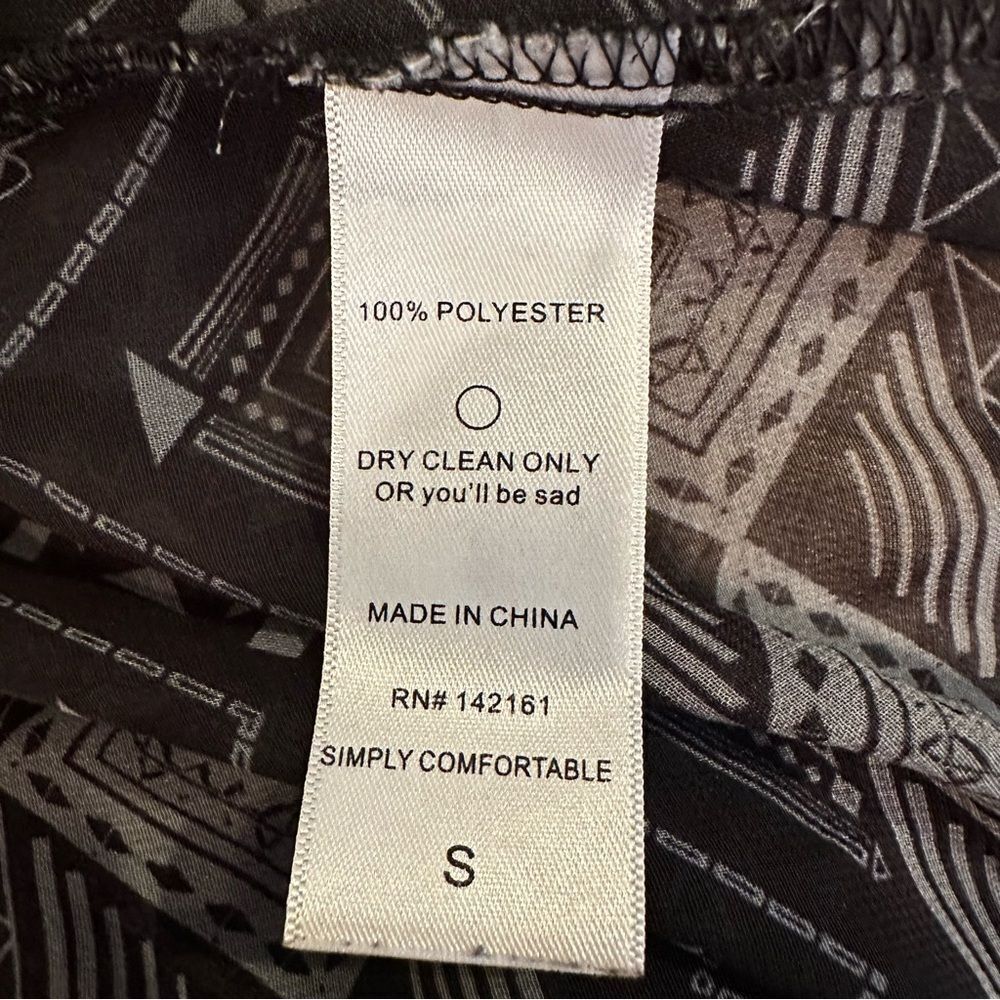 100% POLYESTER
DRY CLEAN ONLY
OR you'll be sad
MADE IN CHINA
RN# 142161
SIMPLY COMFORTABLE
S